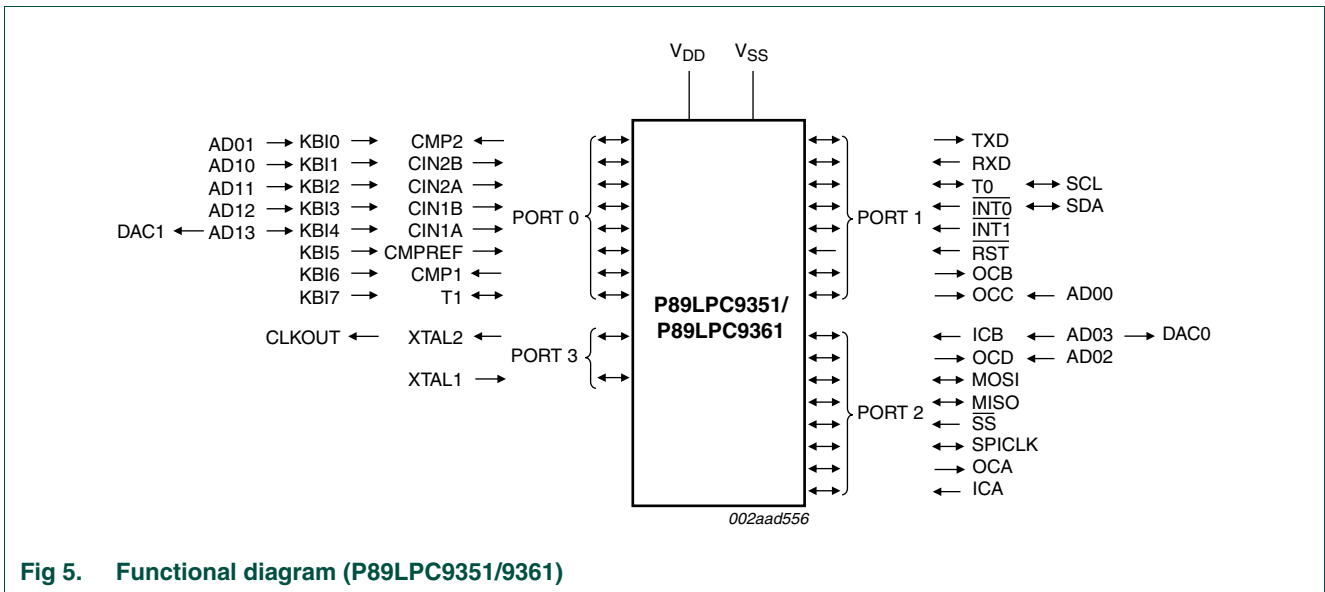 VDD VSS
AD01 KBI0 CMP2 TXD
AD10 KBI1 CIN2B RXD
AD11 KBI2 CIN2A T0 SCL
AD12 KBI3 CIN1B PORT 0 PORT 1 INT0 SDA
DAC1 AD13 KBI4 CIN1A INT1
KBI5 CMPREF RST
KBI6 CMP1 OCB
KBI7 T1 OCC AD00
P89LPC9351/
P89LPC9361
CLKOUT XTAL2 ICB AD03 DAC0
PORT 3 OCD AD02
XTAL1 MOSI
MISO
PORT 2 SS
SPICLK
OCA
ICA
002aad556
Fig 5. Functional diagram (P89LPC9351/9361)